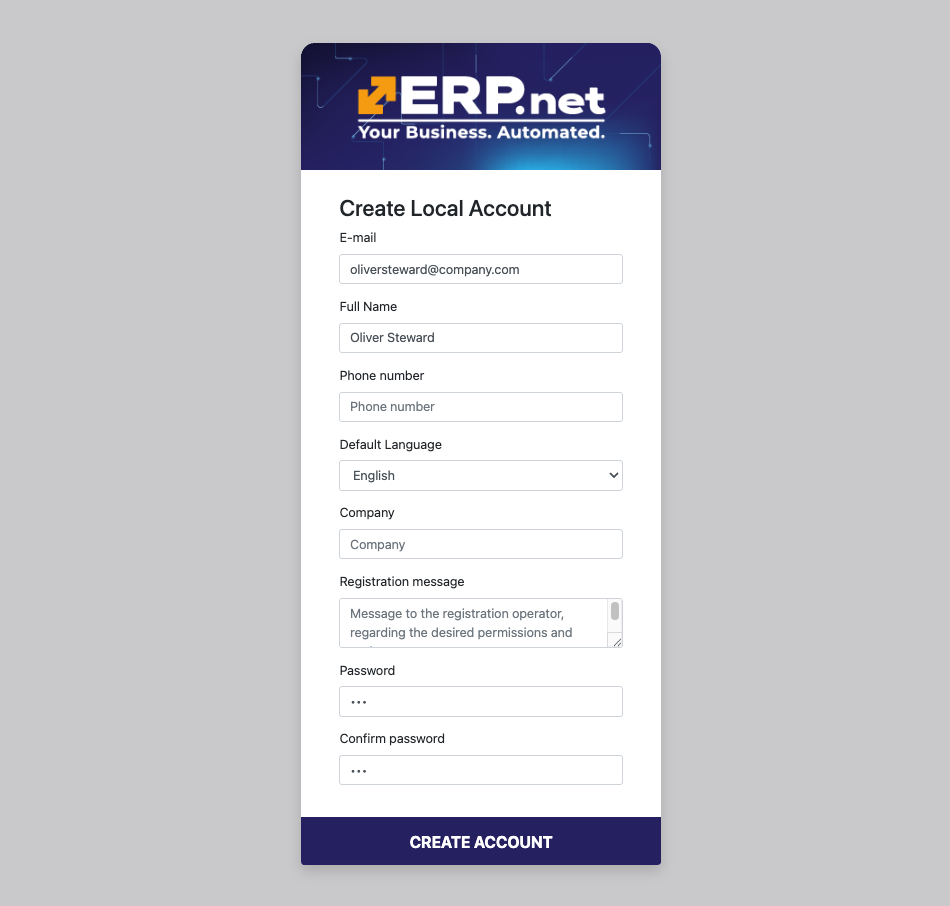 ERP.net
Your Business. Automated.
Create Local Account
E-mail
oliversteward@company.com
Full Name
Oliver Steward
Phone number
Phone number
Default Language
English
Company
Company
Registration message
Message to the registration operator,
regarding the desired permissions and
Password
•••
Confirm password
•••
CREATE ACCOUNT